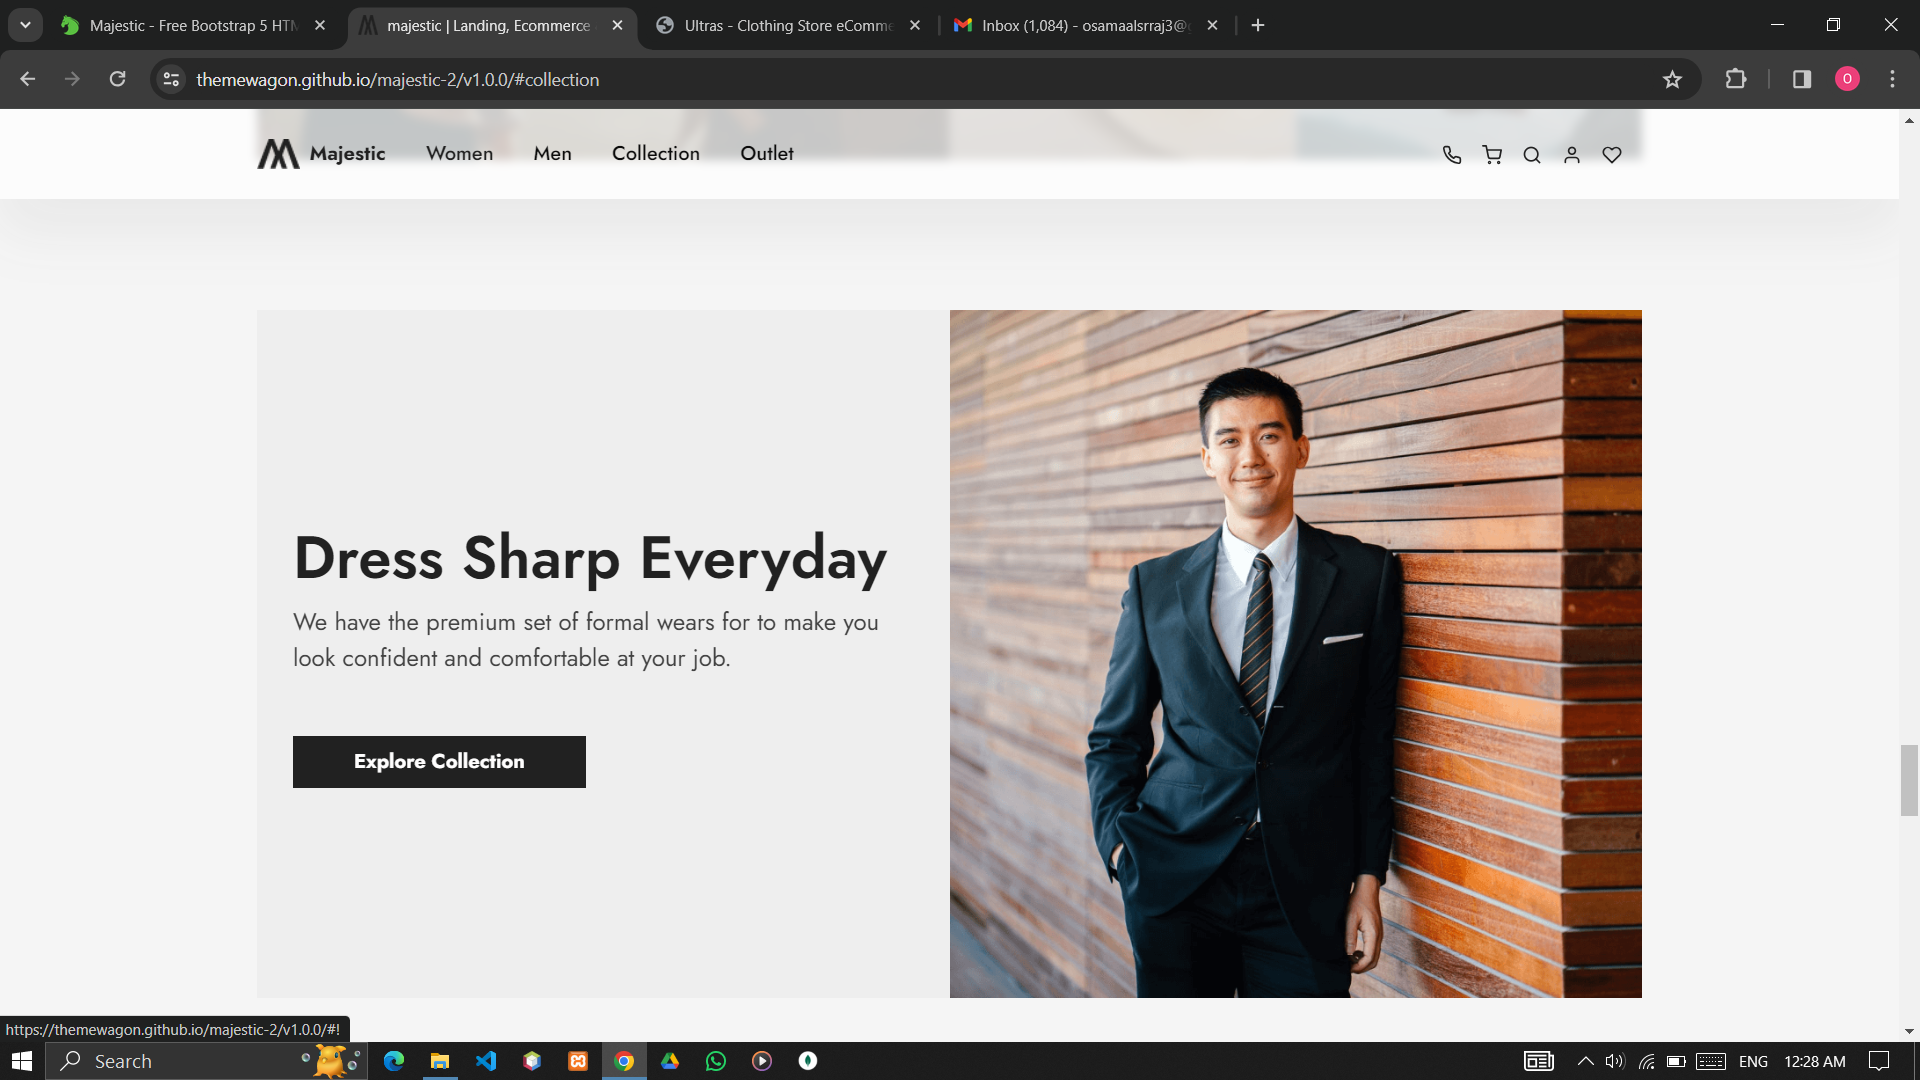 Majestic - Free Bootstrap 5 HTM
majestic | Landing, Ecommerce
Ultras - Clothing Store eComme
Inbox (1,084) - osamaalsrraj3@g
themewagon.github.io/majestic-2/v1.0.0/#collection
O
Majestic
Women
Men
Collection
Outlet
Dress Sharp Everyday
We have the premium set of formal wears for to make you
look confident and comfortable at your job.
Explore Collection
https://themewagon.github.io/majestic-2/v1.0.0/#!
Search
ENG
12:28 AM